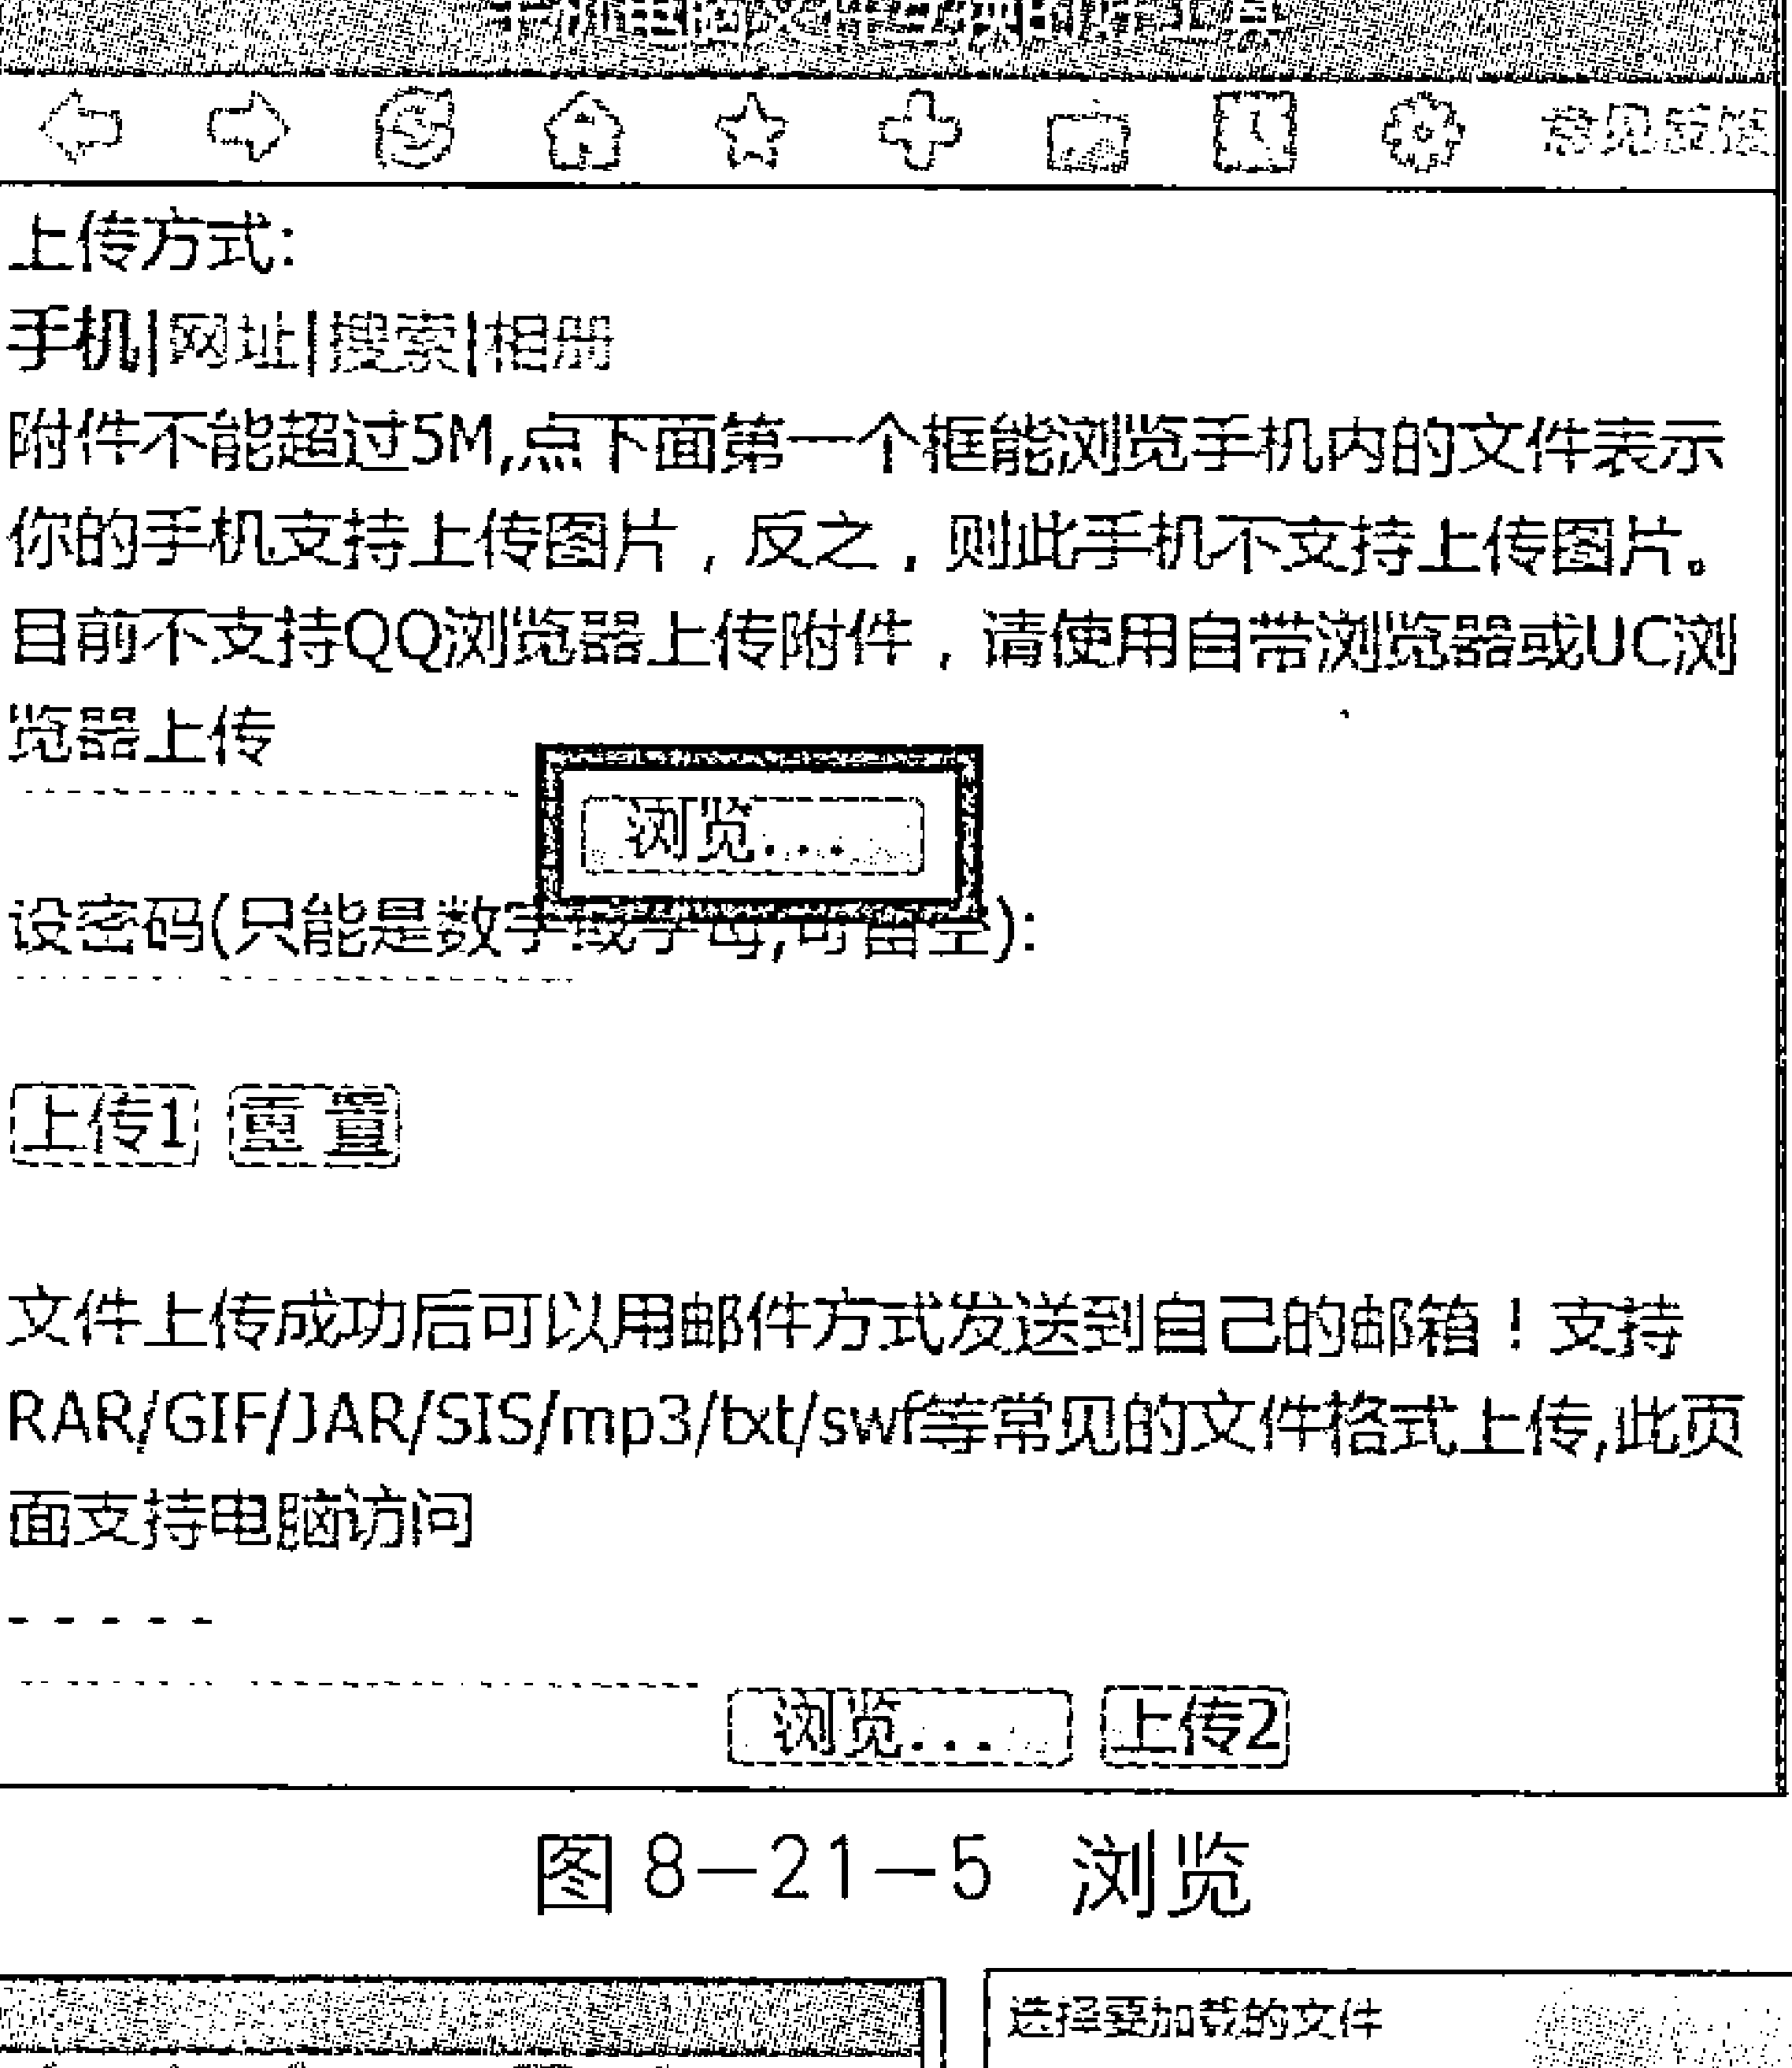 上传方式:
手机|网址|搜索|相册
附件不能超过5M,点下面第一个框能浏览手机内的文件表示
你的手机支持上传图片，反之，则此手机不支持上传图片。
目前不支持QQ浏览器上传附件，请使用自带浏览器或UC浏
览器上传
浏览...
设密码(只能是数字或字母,可留空):
上传1 重置
文件上传成功后可以用邮件方式发送到自己的邮箱！支持
RAR/GIF/JAR/SIS/mp3/txt/swf等常见的文件格式上传,此页
面支持电脑访问
- - - - -
浏览... 上传2
图 8-21-5 浏览
选择要加载的文件